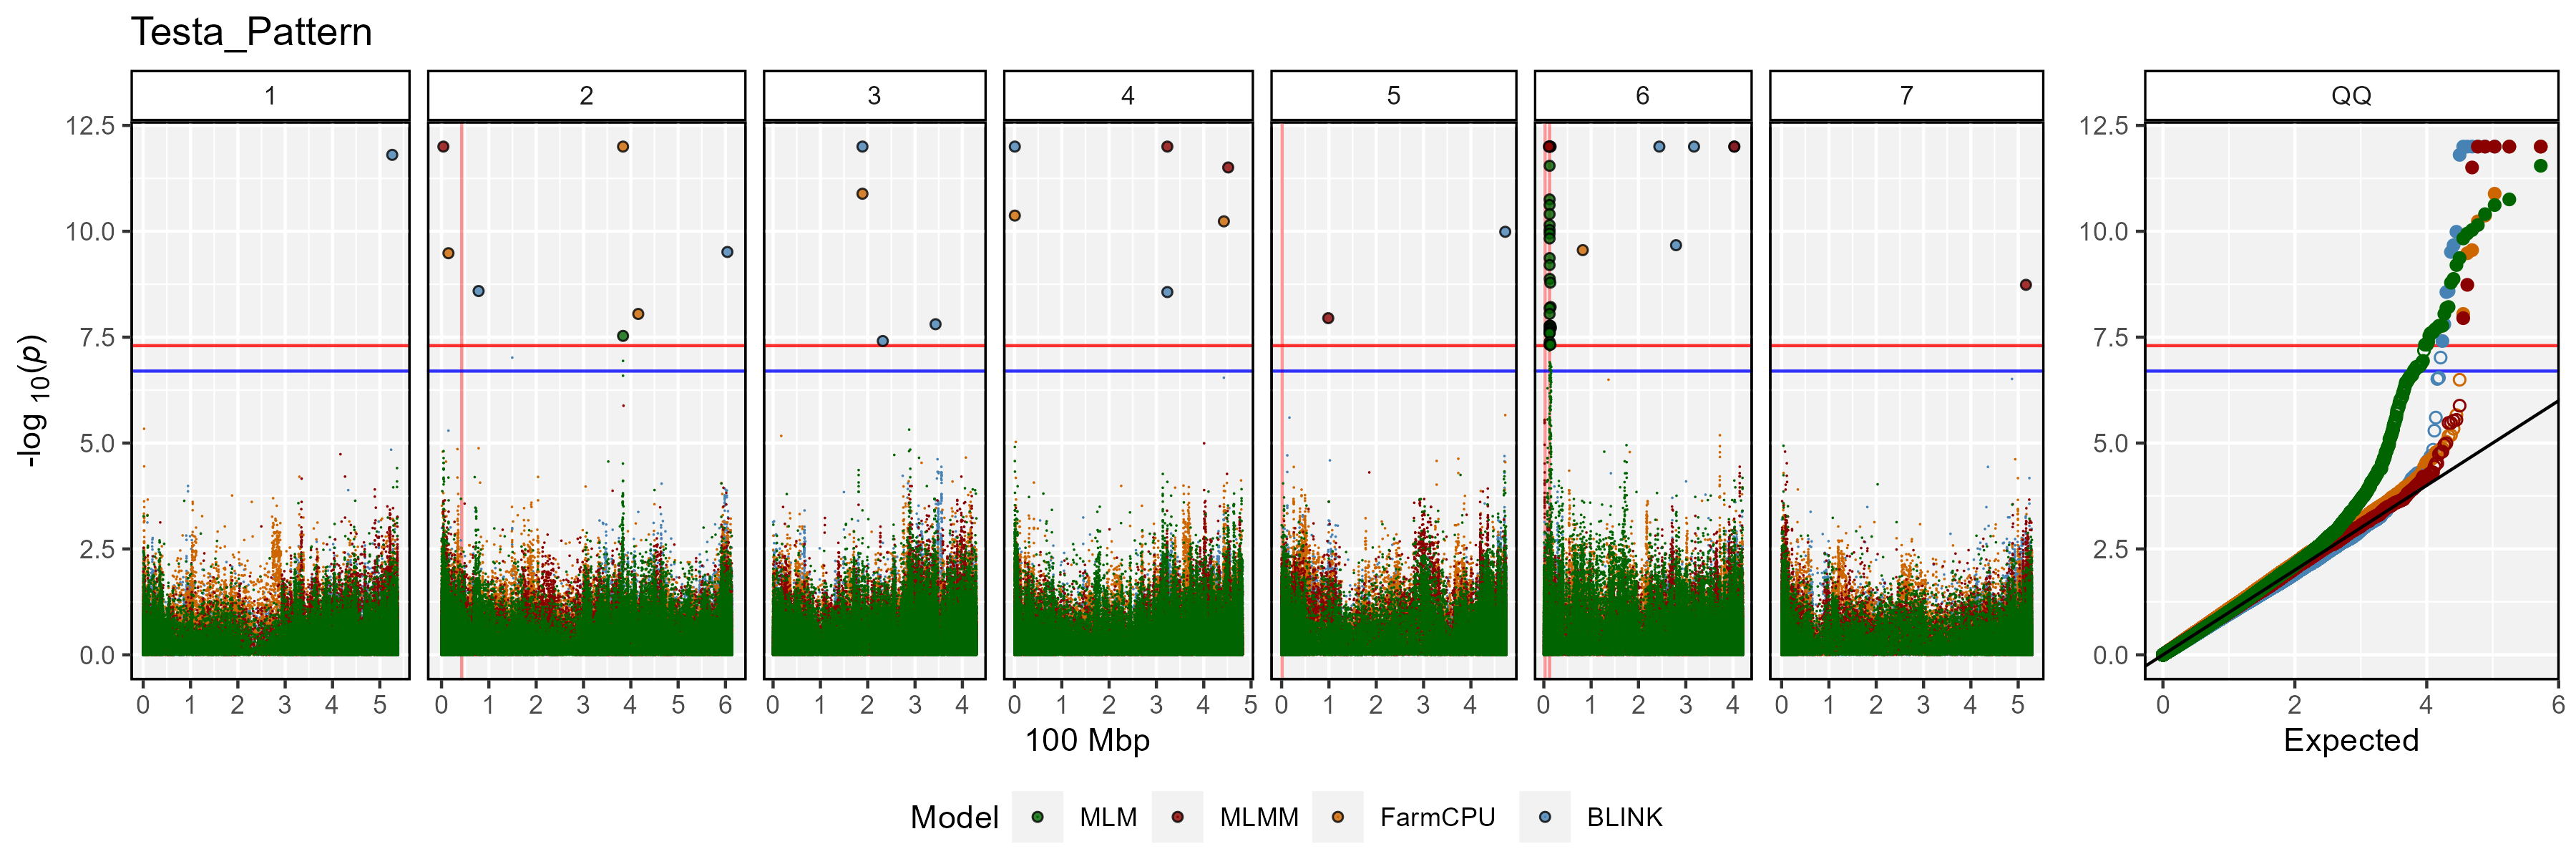 Testa_Pattern
1 2 3 4 5 6 7 QQ
12.5 12.5
10.0 10.0
7.5 7.5
5.0 5.0
2.5 2.5
0.0 0.0
-log 10(p)
0 1 2 3 4 5 0 1 2 3 4 5 6 0 1 2 3 4 0 1 2 3 4 5 0 1 2 3 4 0 1 2 3 4 0 1 2 3 4 5 0 2 4 6
100 Mbp Expected
Model MLM MLMM FarmCPU BLINK